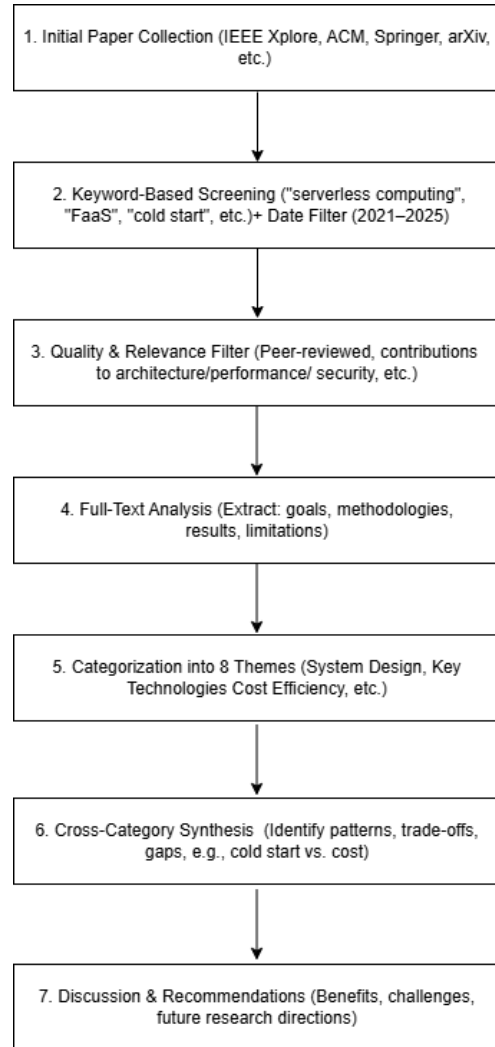 1. Initial Paper Collection (IEEE Xplore, ACM, Springer, arXiv,
etc.)
2. Keyword-Based Screening ("serverless computing",
"FaaS", "cold start", etc.)+ Date Filter (2021–2025)
3. Quality & Relevance Filter (Peer-reviewed, contributions
to architecture/performance/ security, etc.)
4. Full-Text Analysis (Extract: goals, methodologies,
results, limitations)
5. Categorization into 8 Themes (System Design, Key
Technologies Cost Efficiency, etc.)
6. Cross-Category Synthesis (Identify patterns, trade-offs,
gaps, e.g., cold start vs. cost)
7. Discussion & Recommendations (Benefits, challenges,
future research directions)